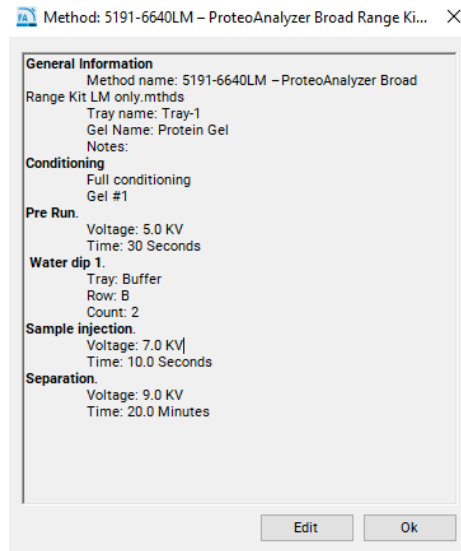 FA Method: 5191-6640LM – ProteoAnalyzer Broad Range Ki...
General Information
Method name: 5191-6640LM – ProteoAnalyzer Broad
Range Kit LM only.mthds
Tray name: Tray-1
Gel Name: Protein Gel
Notes:
Conditioning
Full conditioning
Gel #1
Pre Run.
Voltage: 5.0 KV
Time: 30 Seconds
Water dip 1.
Tray: Buffer
Row: B
Count: 2
Sample injection.
Voltage: 7.0 KV
Time: 10.0 Seconds
Separation.
Voltage: 9.0 KV
Time: 20.0 Minutes
Edit Ok